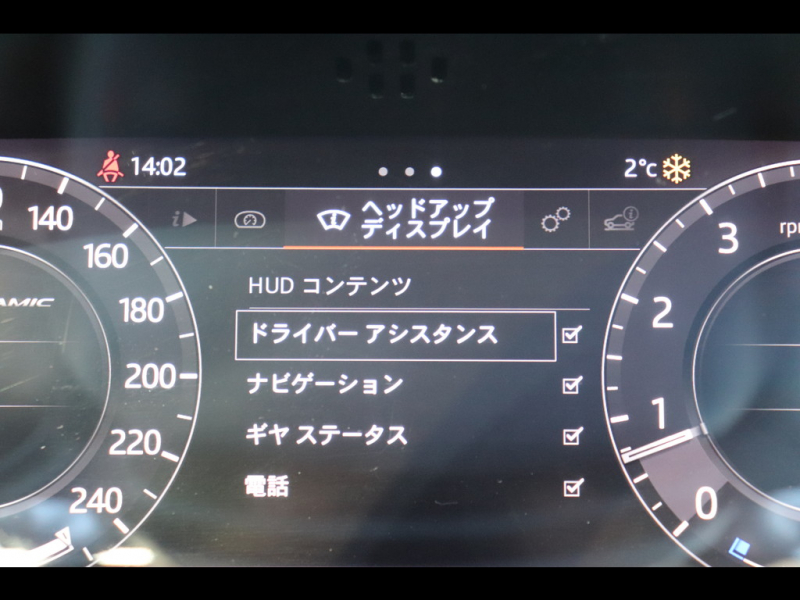 14:02
2°c
ヘッドアップ
ディスプレイ
HUD コンテンツ
ドライバー アシスタンス
ナビゲーション
ギヤ ステータス
電話
140
160
180
200
220
240
3
2
1
0